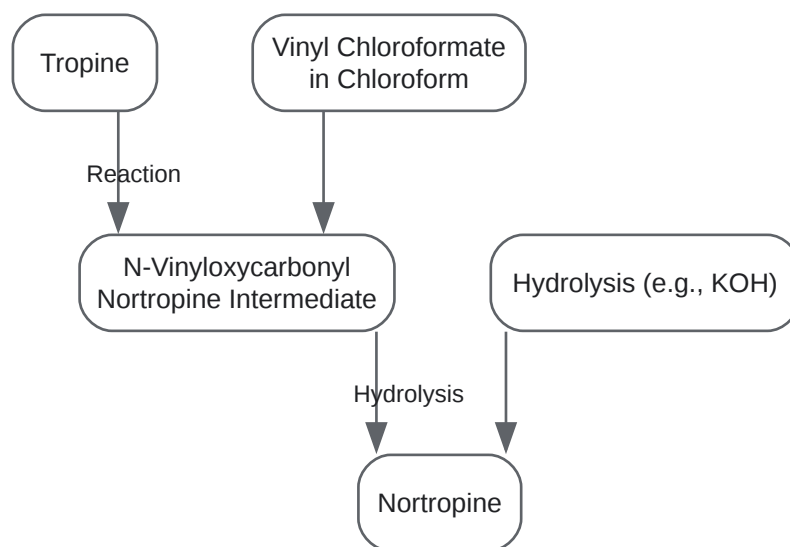 Tropine
Vinyl Chloroformate
in Chloroform
Reaction
N-Vinyloxycarbonyl
Nortropine Intermediate
Hydrolysis (e.g., KOH)
Hydrolysis
Nortropine